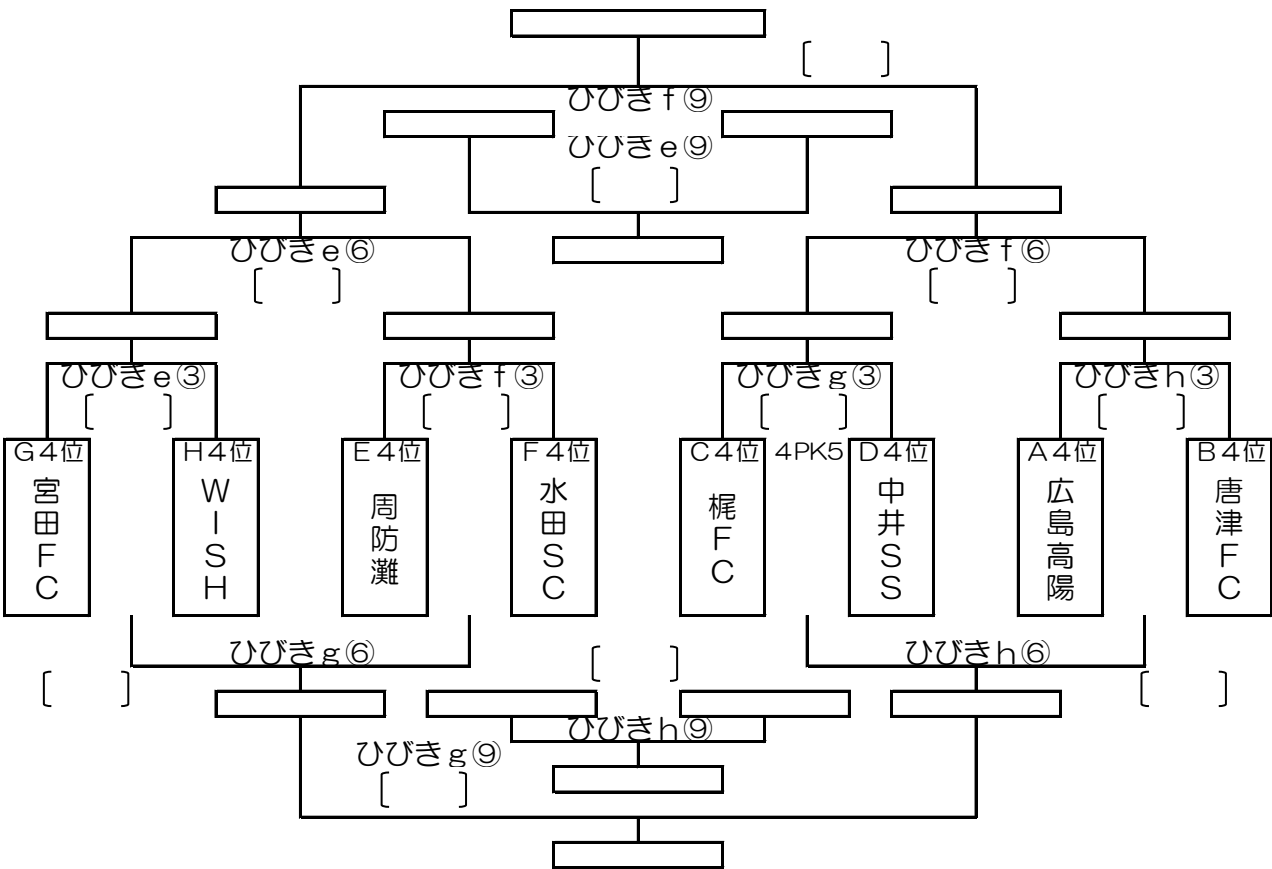 ひびきｆ⑨
ひびきｅ⑨
ひびきｅ⑥
ひびきｆ⑥
ひびきｅ③
ひびきｆ③
ひびきｇ③
ひびきｈ③
Ｇ４位
Ｈ４位
Ｅ４位
Ｆ４位
Ｃ４位
4PK5
Ｄ４位
Ａ４位
Ｂ４位
宮田ＦＣ
ＷＩＳＨ
周防灘
水田ＳＣ
梶ＦＣ
中井ＳＳ
広島高陽
唐津ＦＣ
ひびきｇ⑥
ひびきｈ⑥
ひびきｈ⑨
ひびきｇ⑨